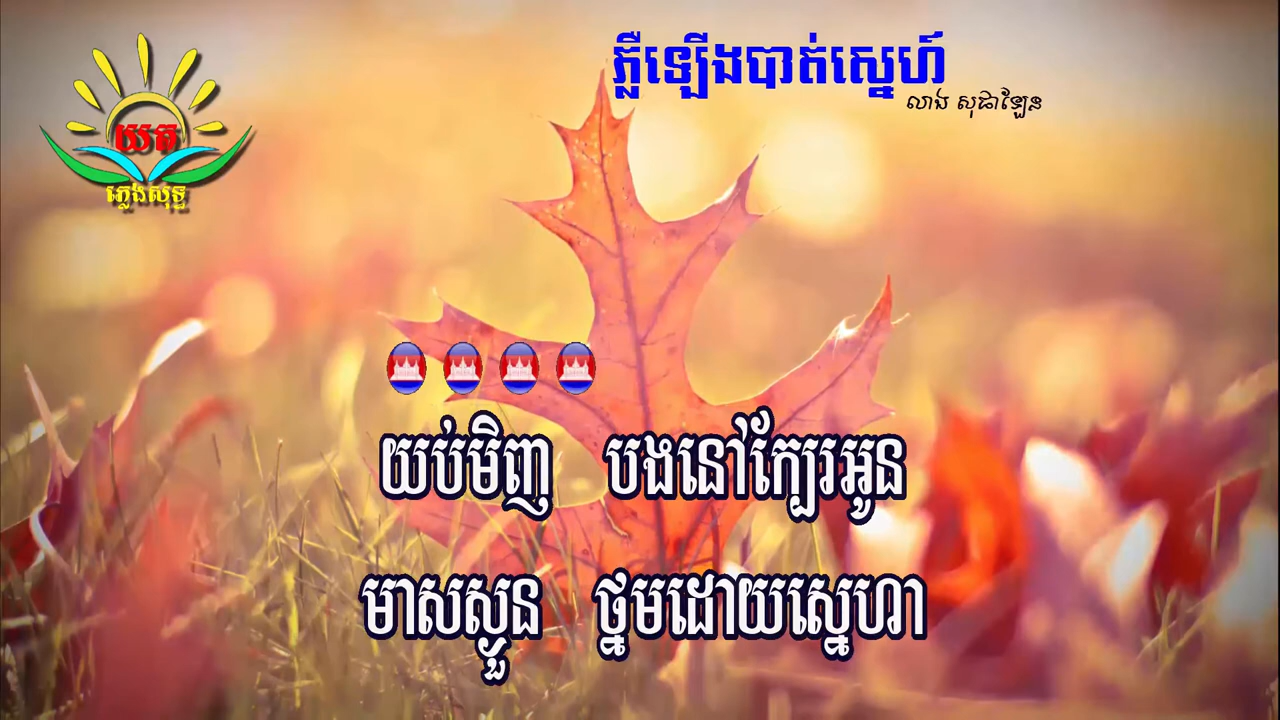 ភ្លឺឡើងបាត់ស្នេហ៍
លាង សុផាឡែន
យត
ភ្លេងសុទ្ធ
យប់មិញ បងនៅក្បែរអូន
មាសស្ងួន ថ្នមដោយស្នេហា